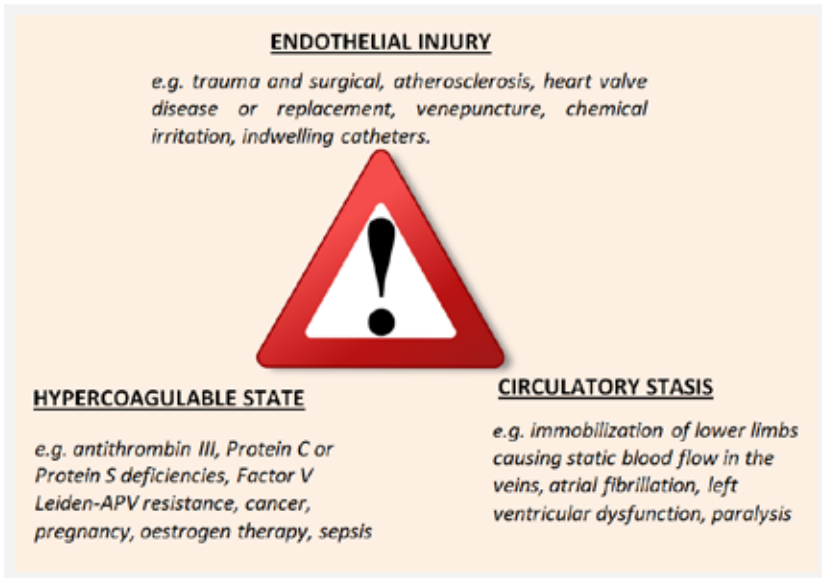 ENDOTHELIAL INJURY
e.g. trauma and surgical, atherosclerosis, heart valve
disease or replacement, venepuncture, chemical
irritation, indwelling catheters.
HYPERCOAGULABLE STATE
e.g. antithrombin III, Protein C or
Protein S deficiencies, Factor V
Leiden-APV resistance, cancer,
pregnancy, oestrogen therapy, sepsis
CIRCULATORY STASIS
e.g. immobilization of lower limbs
causing static blood flow in the
veins, atrial fibrillation, left
ventricular dysfunction, paralysis